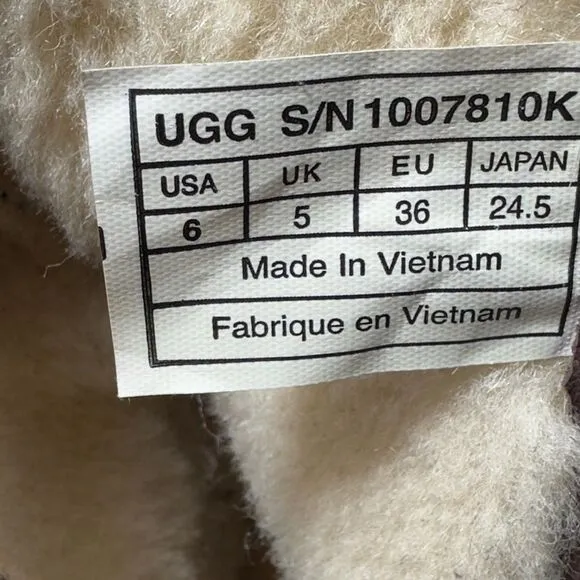 UGG S/N 1007810K
USA UK EU JAPAN
6 5 36 24.5
Made In Vietnam
Fabrique en Vietnam